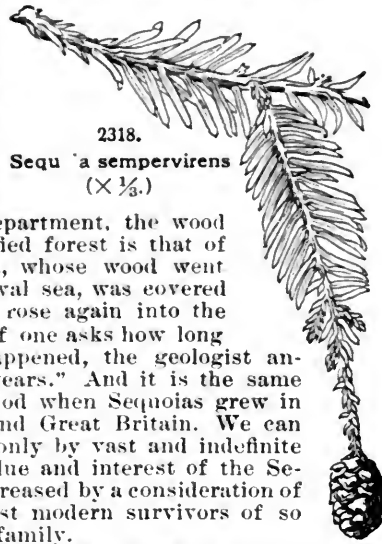 2318.
Sequ a sempervirens
(× ⅓.)
epartment, the wood
fied forest is that of
, whose wood went
val sea, was covered
rose again into the
f one asks how long
appened, the geologist an-
ears.” And it is the same
od when Sequoias grew in
nd Great Britain. We can
only by vast and indefinite
lue and interest of the Se-
creased by a consideration of
st modern survivors of so
family.